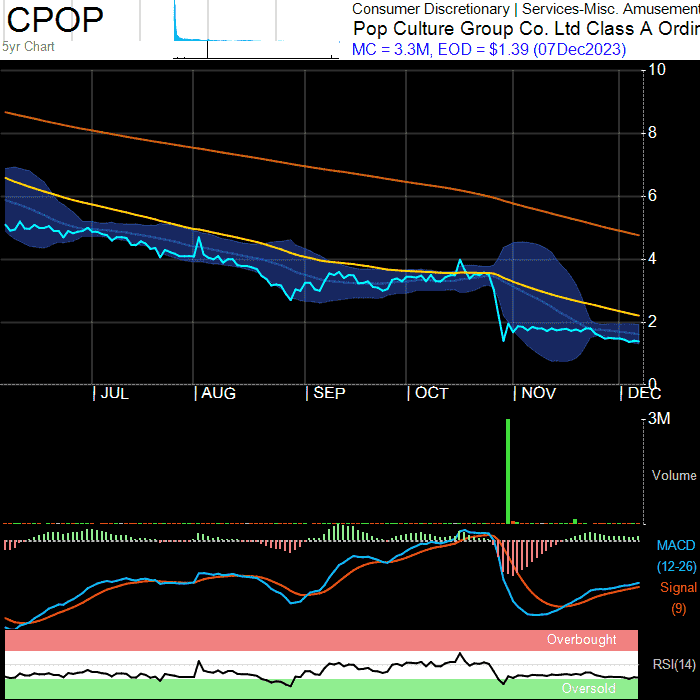 CPOP
5yr Chart
Consumer Discretionary | Services-Misc. Amusement
Pop Culture Group Co. Ltd Class A Ordi
MC = 3.3M, EOD = $1.39 (07Dec2023)
10
8
6
4
2
0
| JUL | AUG | SEP | OCT | NOV | DEC
3M
Volume
MACD
(12-26)
Signal
(9)
Overbought
RSI(14)
Oversold